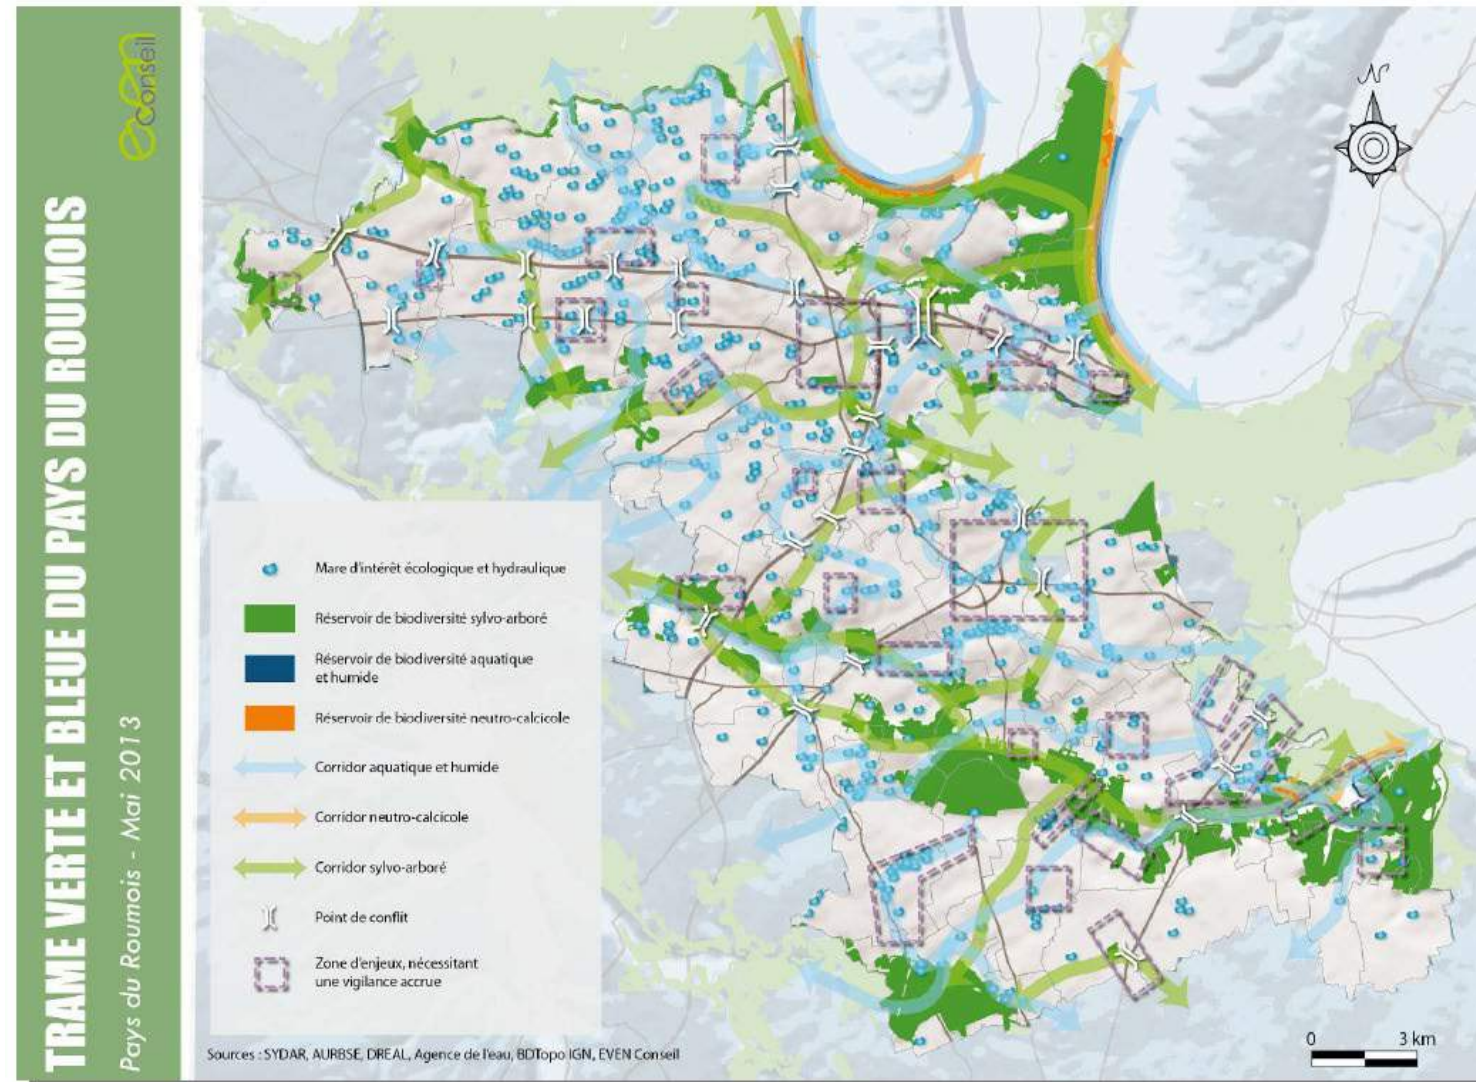 TRAME VERTE ET BLEUE DU PAYS DU ROUMOIS
Pays du Roumois - Mai 2013
even
Conseil
N
Mare d'intérêt écologique et hydraulique
Réservoir de biodiversité sylvo-arboré
Réservoir de biodiversité aquatique
et humide
Réservoir de biodiversité neutro-calcicole
Corridor aquatique et humide
Corridor neutro-calcicole
Corridor sylvo-arboré
Point de conflit
Zone d'enjeux, nécessitant
une vigilance accrue
Sources : SYDAR, AURBSE, DREAL, Agence de l'eau, BDTopo IGN, EVEN Conseil
0 3 km